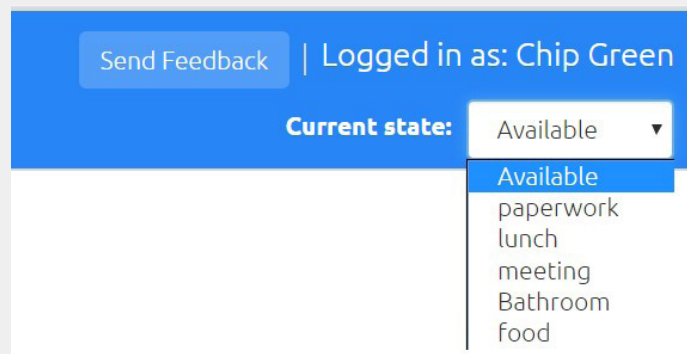 Send Feedback | Logged in as: Chip Green
Current state: Available
Available
paperwork
lunch
meeting
Bathroom
food